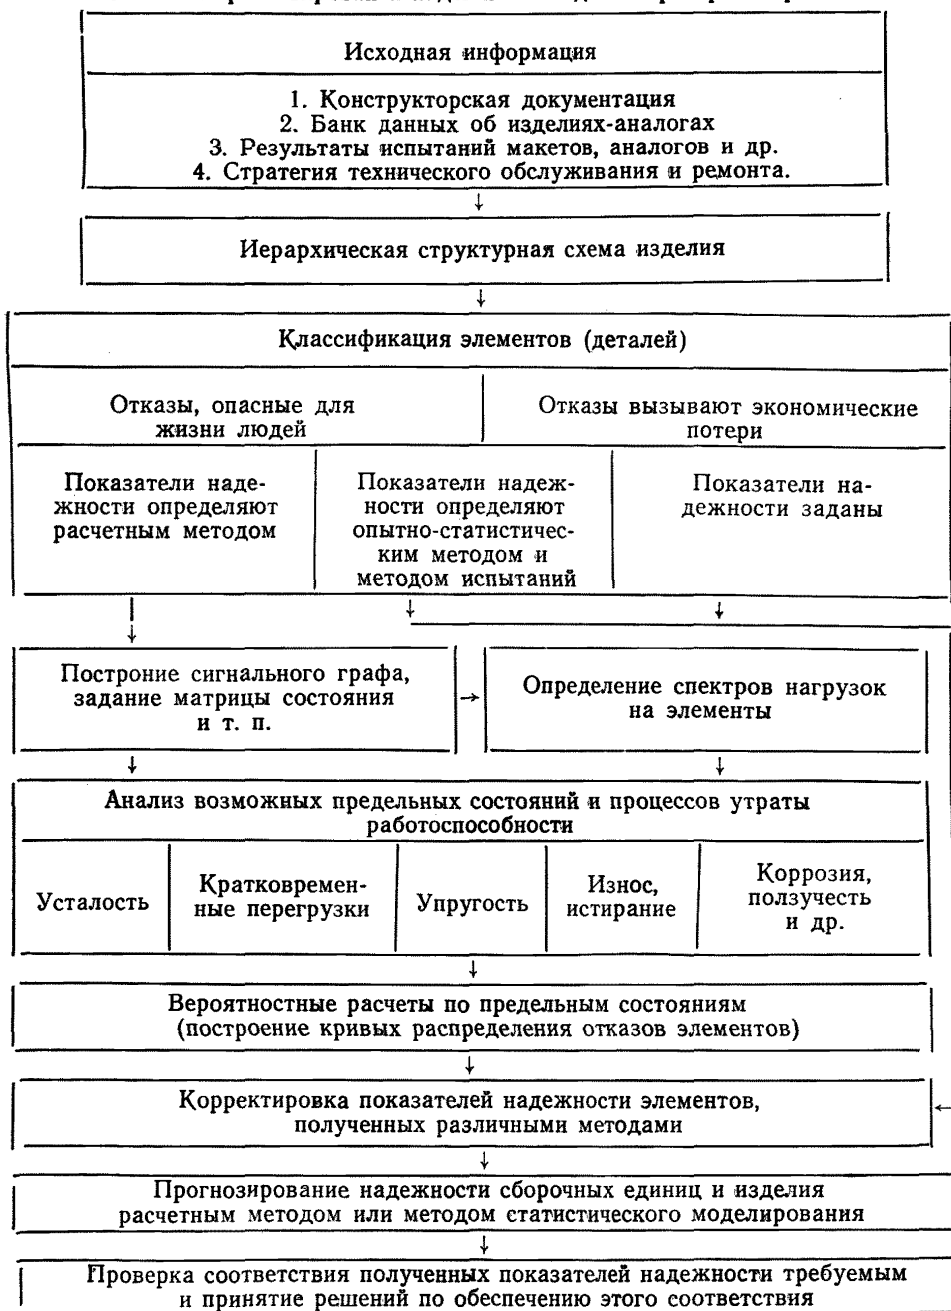 Исходная информация
1. Конструкторская документация
2. Банк данных об изделиях-аналогах
3. Результаты испытаний макетов, аналогов и др.
4. Стратегия технического обслуживания и ремонта.
↓
Иерархическая структурная схема изделия
↓
Классификация элементов (деталей)
Отказы, опасные для
жизни людей
Отказы вызывают экономические
потери
Показатели наде-
жности определяют
расчетным методом
Показатели надеж-
ности определяют
опытно-статистичес-
ким методом и
методом испытаний
Показатели на-
дежности заданы
↓ ↓ ↓
Построние сигнального графа,
задание матрицы состояния
и т. п.
→
Определение спектров нагрузок
на элементы
↓ ↓
Анализ возможных предельных состояний и процессов утраты
работоспособности
Усталость
Кратковремен-
ные перегрузки
Упругость
Износ,
истирание
Коррозия,
ползучесть
и др.
↓
Вероятностные расчеты по предельным состояниям
(построение кривых распределения отказов элементов)
↓
Корректировка показателей надежности элементов,
полученных различными методами
←
↓
Прогнозирование надежности сборочных единиц и изделия
расчетным методом или методом статистического моделирования
↓
Проверка соответствия полученных показателей надежности требуемым
и принятие решений по обеспечению этого соответствия